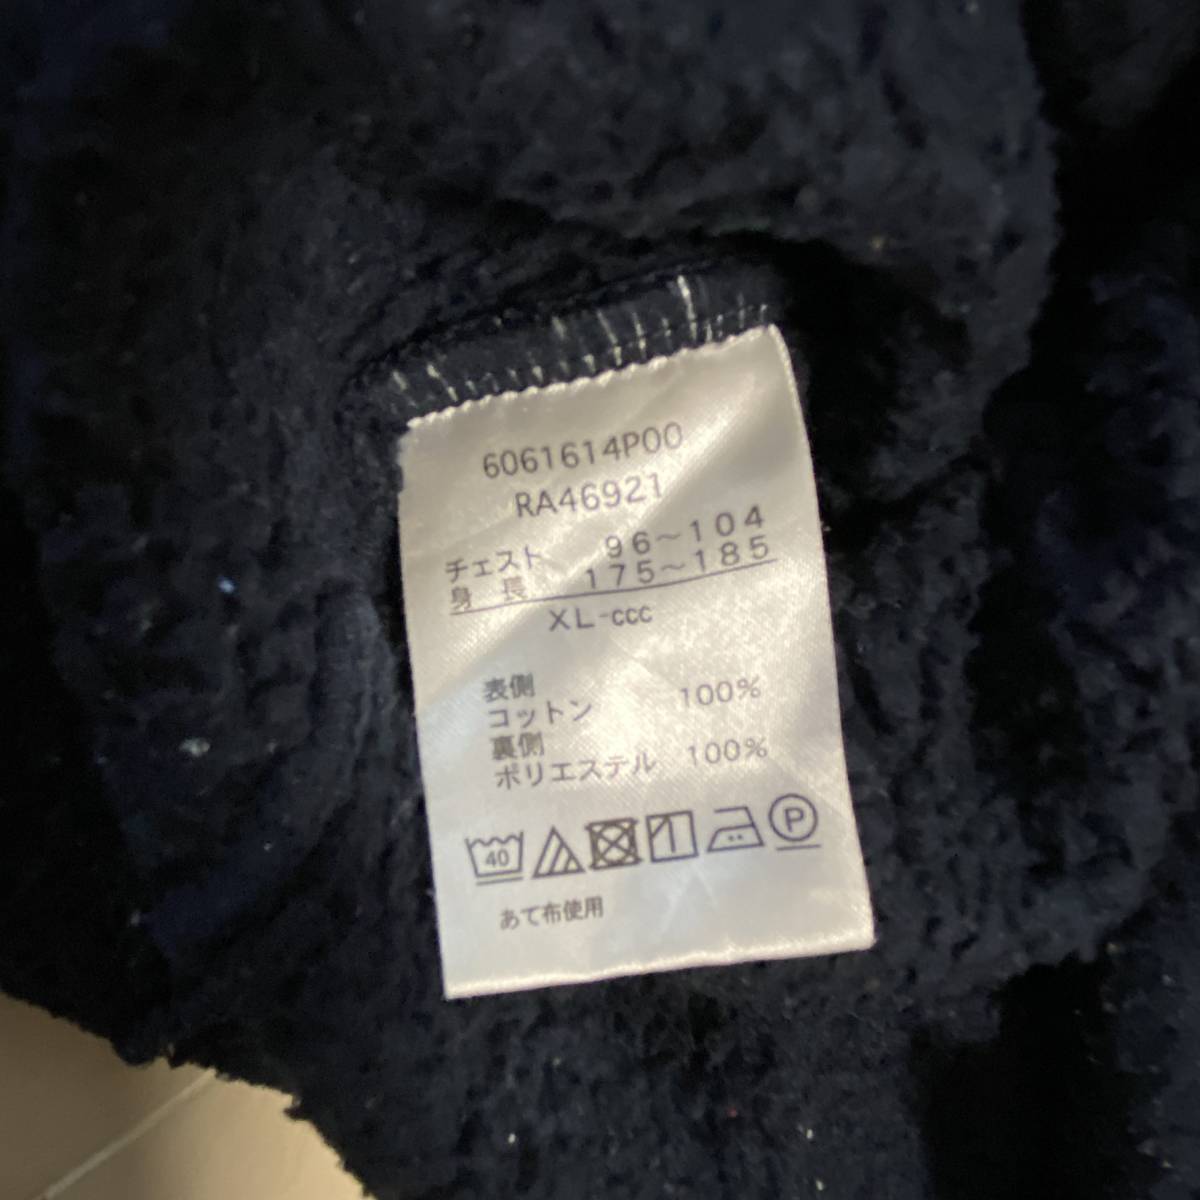 6061614P00
RA46921
チェスト 96~104
身長 175~185
XL-ccc
表側
コットン 100%
裏側
ポリエステル 100%
40 P
あて布使用